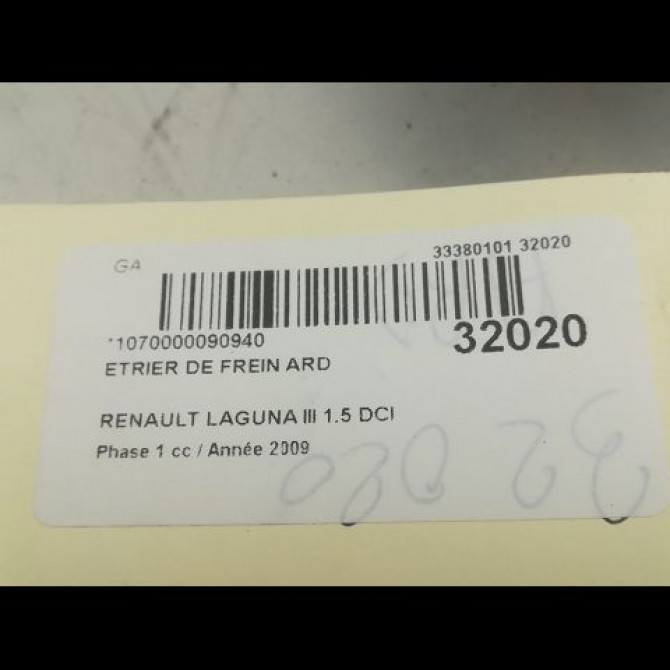 GA
33380101 32020
*1070000090940
32020
ETRIER DE FREIN ARD
RENAULT LAGUNA III 1.5 DCI
Phase 1 cc / Année 2009
32020